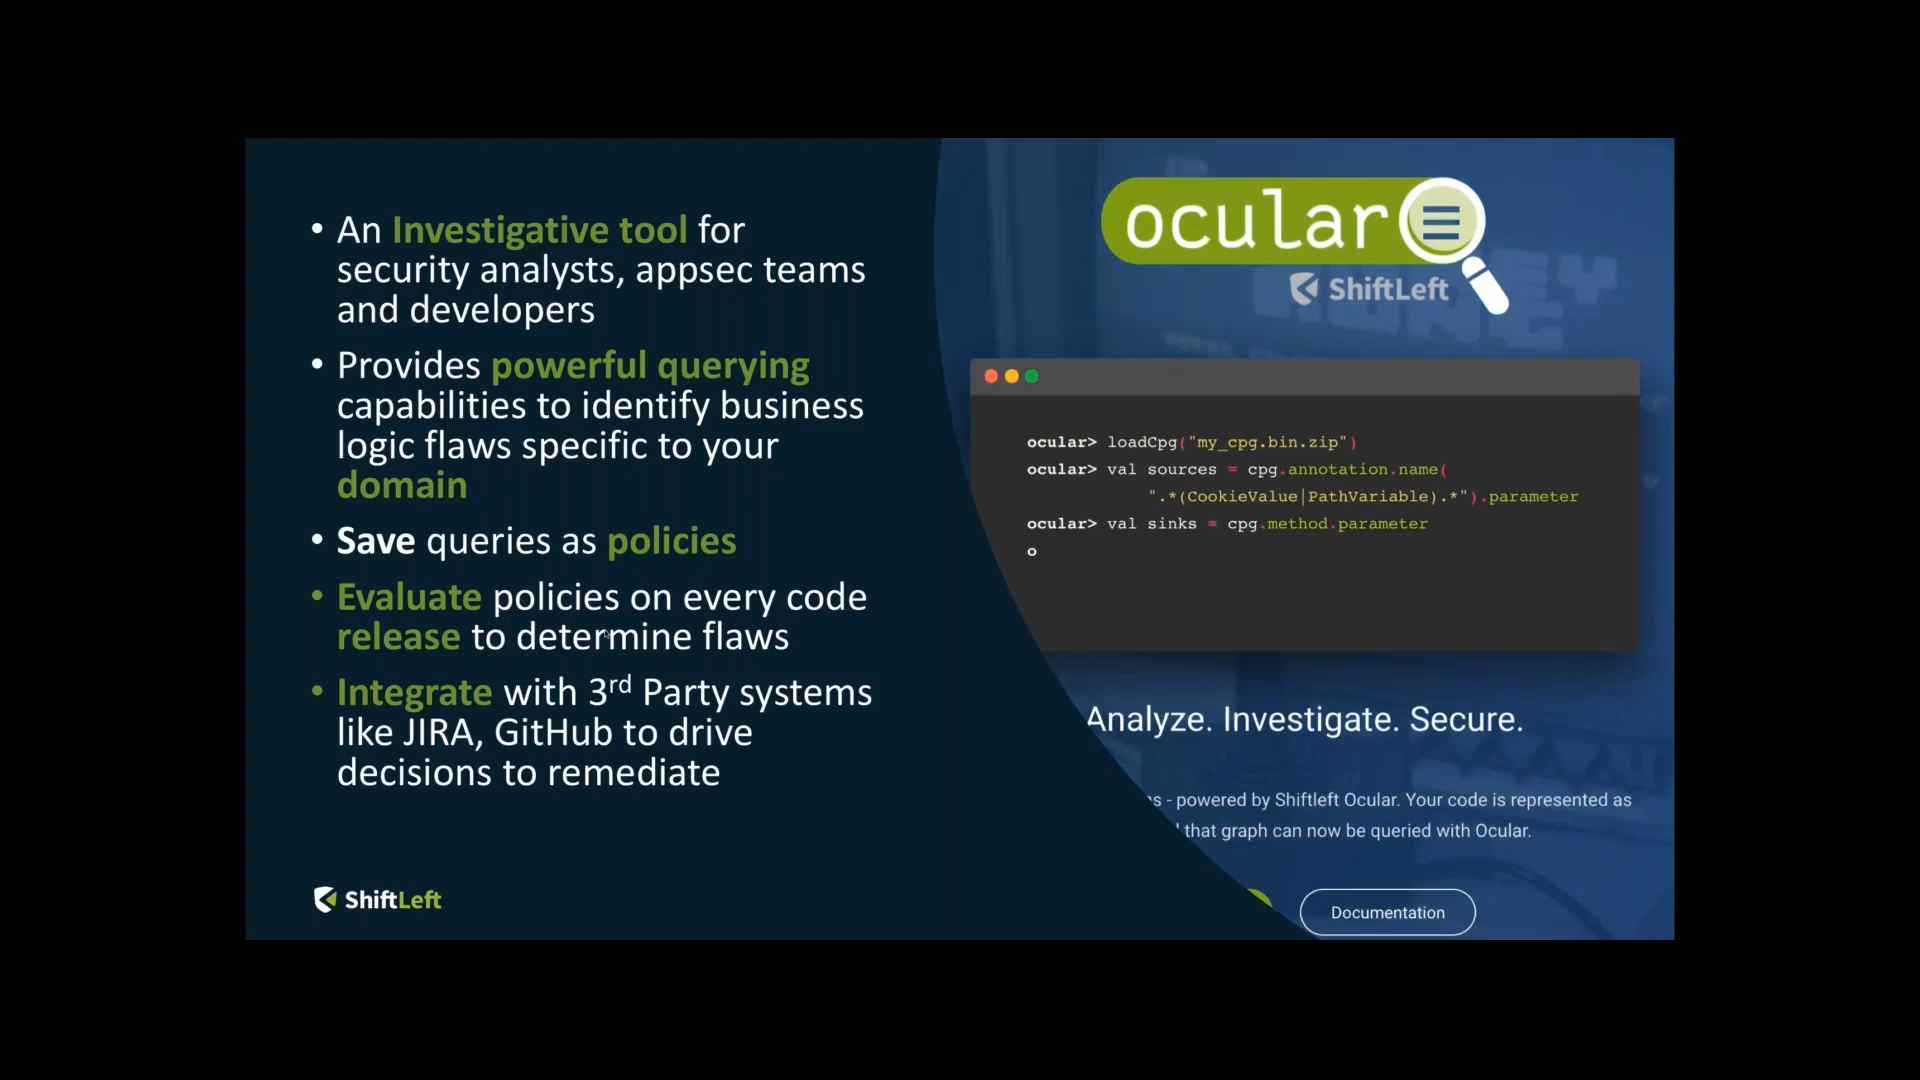 • An Investigative tool for
security analysts, appsec teams
and developers
• Provides powerful querying
capabilities to identify business
logic flaws specific to your
domain
• Save queries as policies
• Evaluate policies on every code
release to determine flaws
• Integrate with 3rd Party systems
like JIRA, GitHub to drive
decisions to remediate
ShiftLeft
ocular
ShiftLeft
ocular> loadCpg("my_cpg.bin.zip")
ocular> val sources = cpg.annotation.name(
".*(CookieValue|PathVariable).*").parameter
ocular> val sinks = cpg.method.parameter
o
Analyze. Investigate. Secure.
- powered by Shiftleft Ocular. Your code is represented as
that graph can now be queried with Ocular.
Documentation